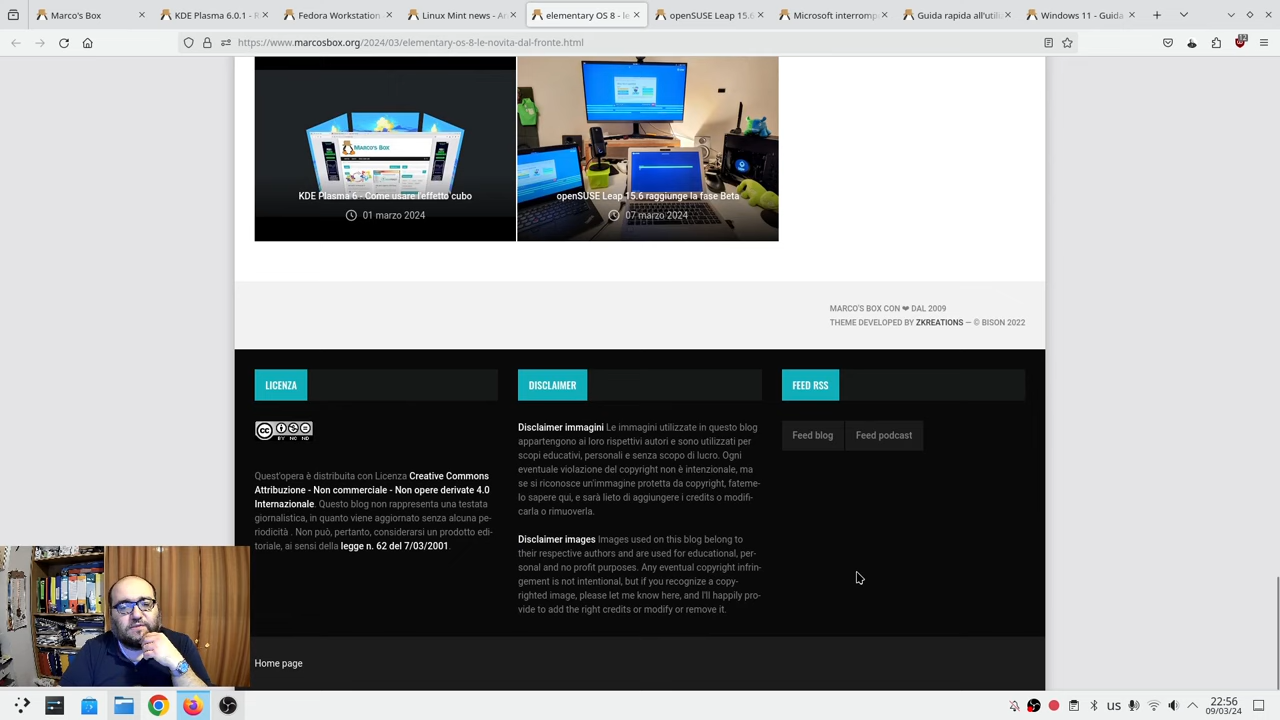 Marco's Box
KDE Plasma 6.0.1 - R
Fedora Workstation
Linux Mint news - Ar
elementary OS 8 - le
openSUSE Leap 15.6
Microsoft interromp
Guida rapida all'utili
Windows 11 - Guida
https://www.marcosbox.org/2024/03/elementary-os-8-le-novita-dal-fronte.html
MARCO'S BOX
KDE Plasma 6 - Come usare l'effetto cubo
01 marzo 2024
openSUSE Leap 15.6 raggiunge la fase Beta
07 marzo 2024
MARCO'S BOX CON ❤ DAL 2009
THEME DEVELOPED BY ZKREATIONS — © BISON 2022
LICENZA
BY NC ND
Quest'opera è distribuita con Licenza Creative Commons
Attribuzione - Non commerciale - Non opere derivate 4.0
Internazionale. Questo blog non rappresenta una testata
giornalistica, in quanto viene aggiornato senza alcuna pe-
riodicità . Non può, pertanto, considerarsi un prodotto edi-
toriale, ai sensi della legge n. 62 del 7/03/2001.
DISCLAIMER
Disclaimer immagini Le immagini utilizzate in questo blog
appartengono ai loro rispettivi autori e sono utilizzati per
scopi educativi, personali e senza scopo di lucro. Ogni
eventuale violazione del copyright non è intenzionale, ma
se si riconosce un'immagine protetta da copyright, fateme-
lo sapere qui, e sarà lieto di aggiungere i credits o modifi-
carla o rimuoverla.
Disclaimer images Images used on this blog belong to
their respective authors and are used for educational, per-
sonal and no profit purposes. Any eventual copyright infrin-
gement is not intentional, but if you recognize a copy-
righted image, please let me know here, and I'll happily pro-
vide to add the right credits or modify or remove it.
FEED RSS
Feed blog
Feed podcast
Home page
US
22:56
09/03/24